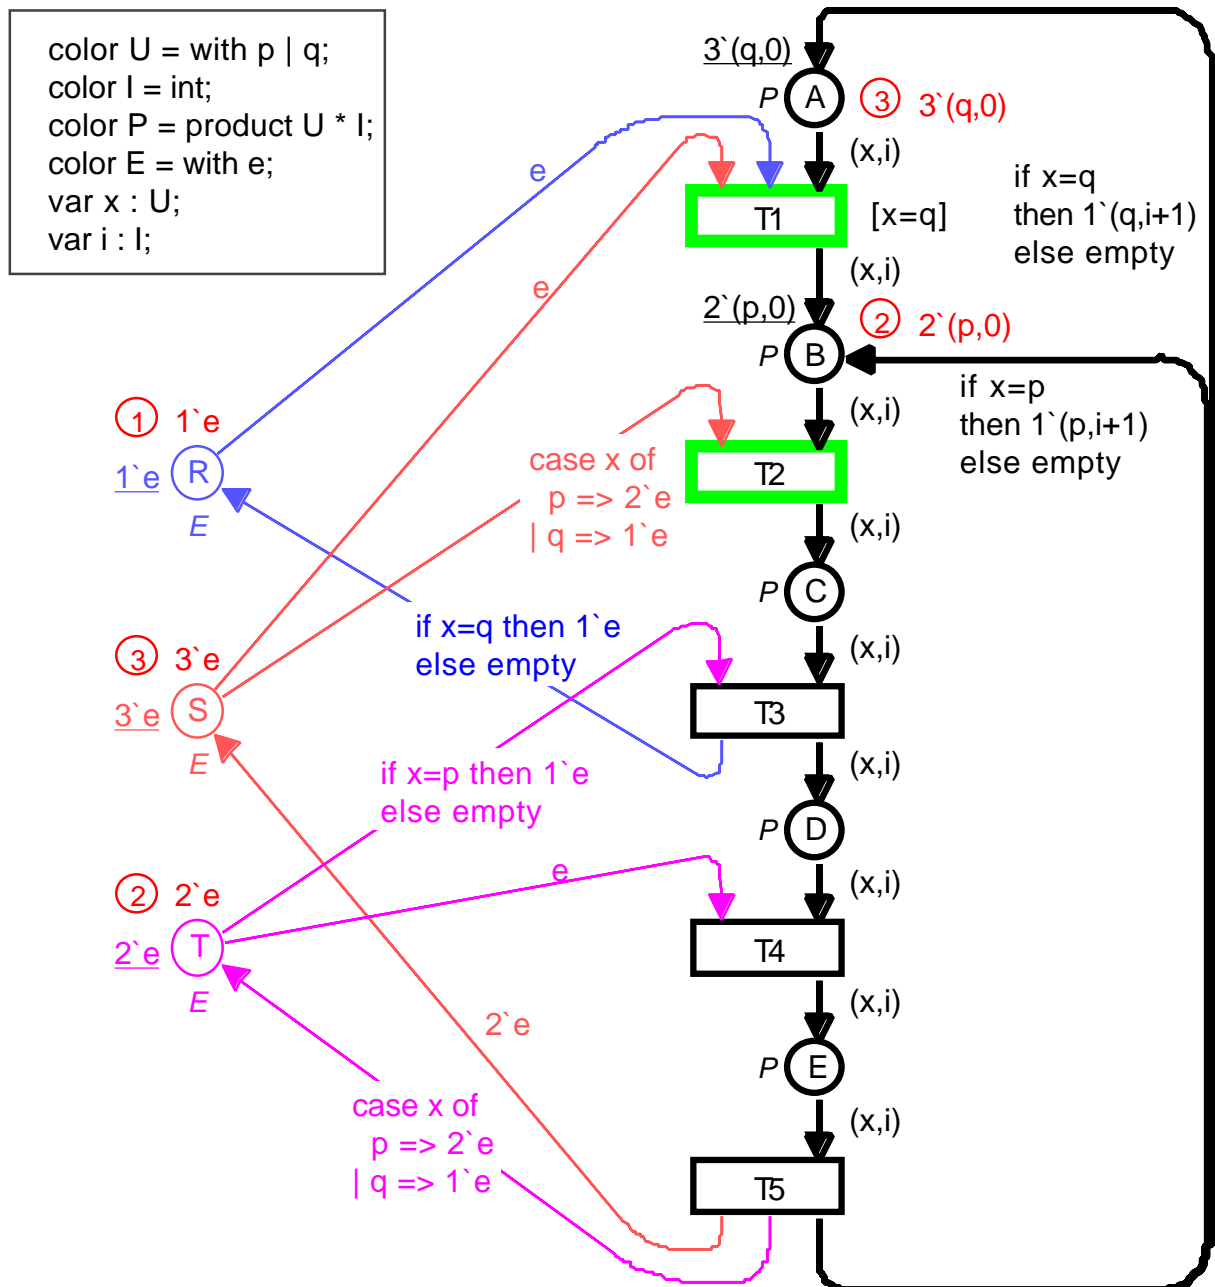 color U = with p | q;
color I = int;
color P = product U * I;
color E = with e;
var x : U;
var i : I;
3`(q,0)
P
A
3
3`(q,0)
(x,i)
e
T1
[x=q]
if x=q
then 1`(q,i+1)
else empty
(x,i)
e
2`(p,0)
P
B
2
2`(p,0)
(x,i)
if x=p
then 1`(p,i+1)
else empty
1
1`e
1`e
R
E
case x of
p => 2`e
| q => 1`e
T2
(x,i)
P
C
if x=q then 1`e
else empty
(x,i)
3
3`e
3`e
S
E
T3
(x,i)
if x=p then 1`e
else empty
P
D
2
2`e
2`e
T
E
e
(x,i)
T4
(x,i)
2`e
P
E
(x,i)
case x of
p => 2`e
| q => 1`e
T5